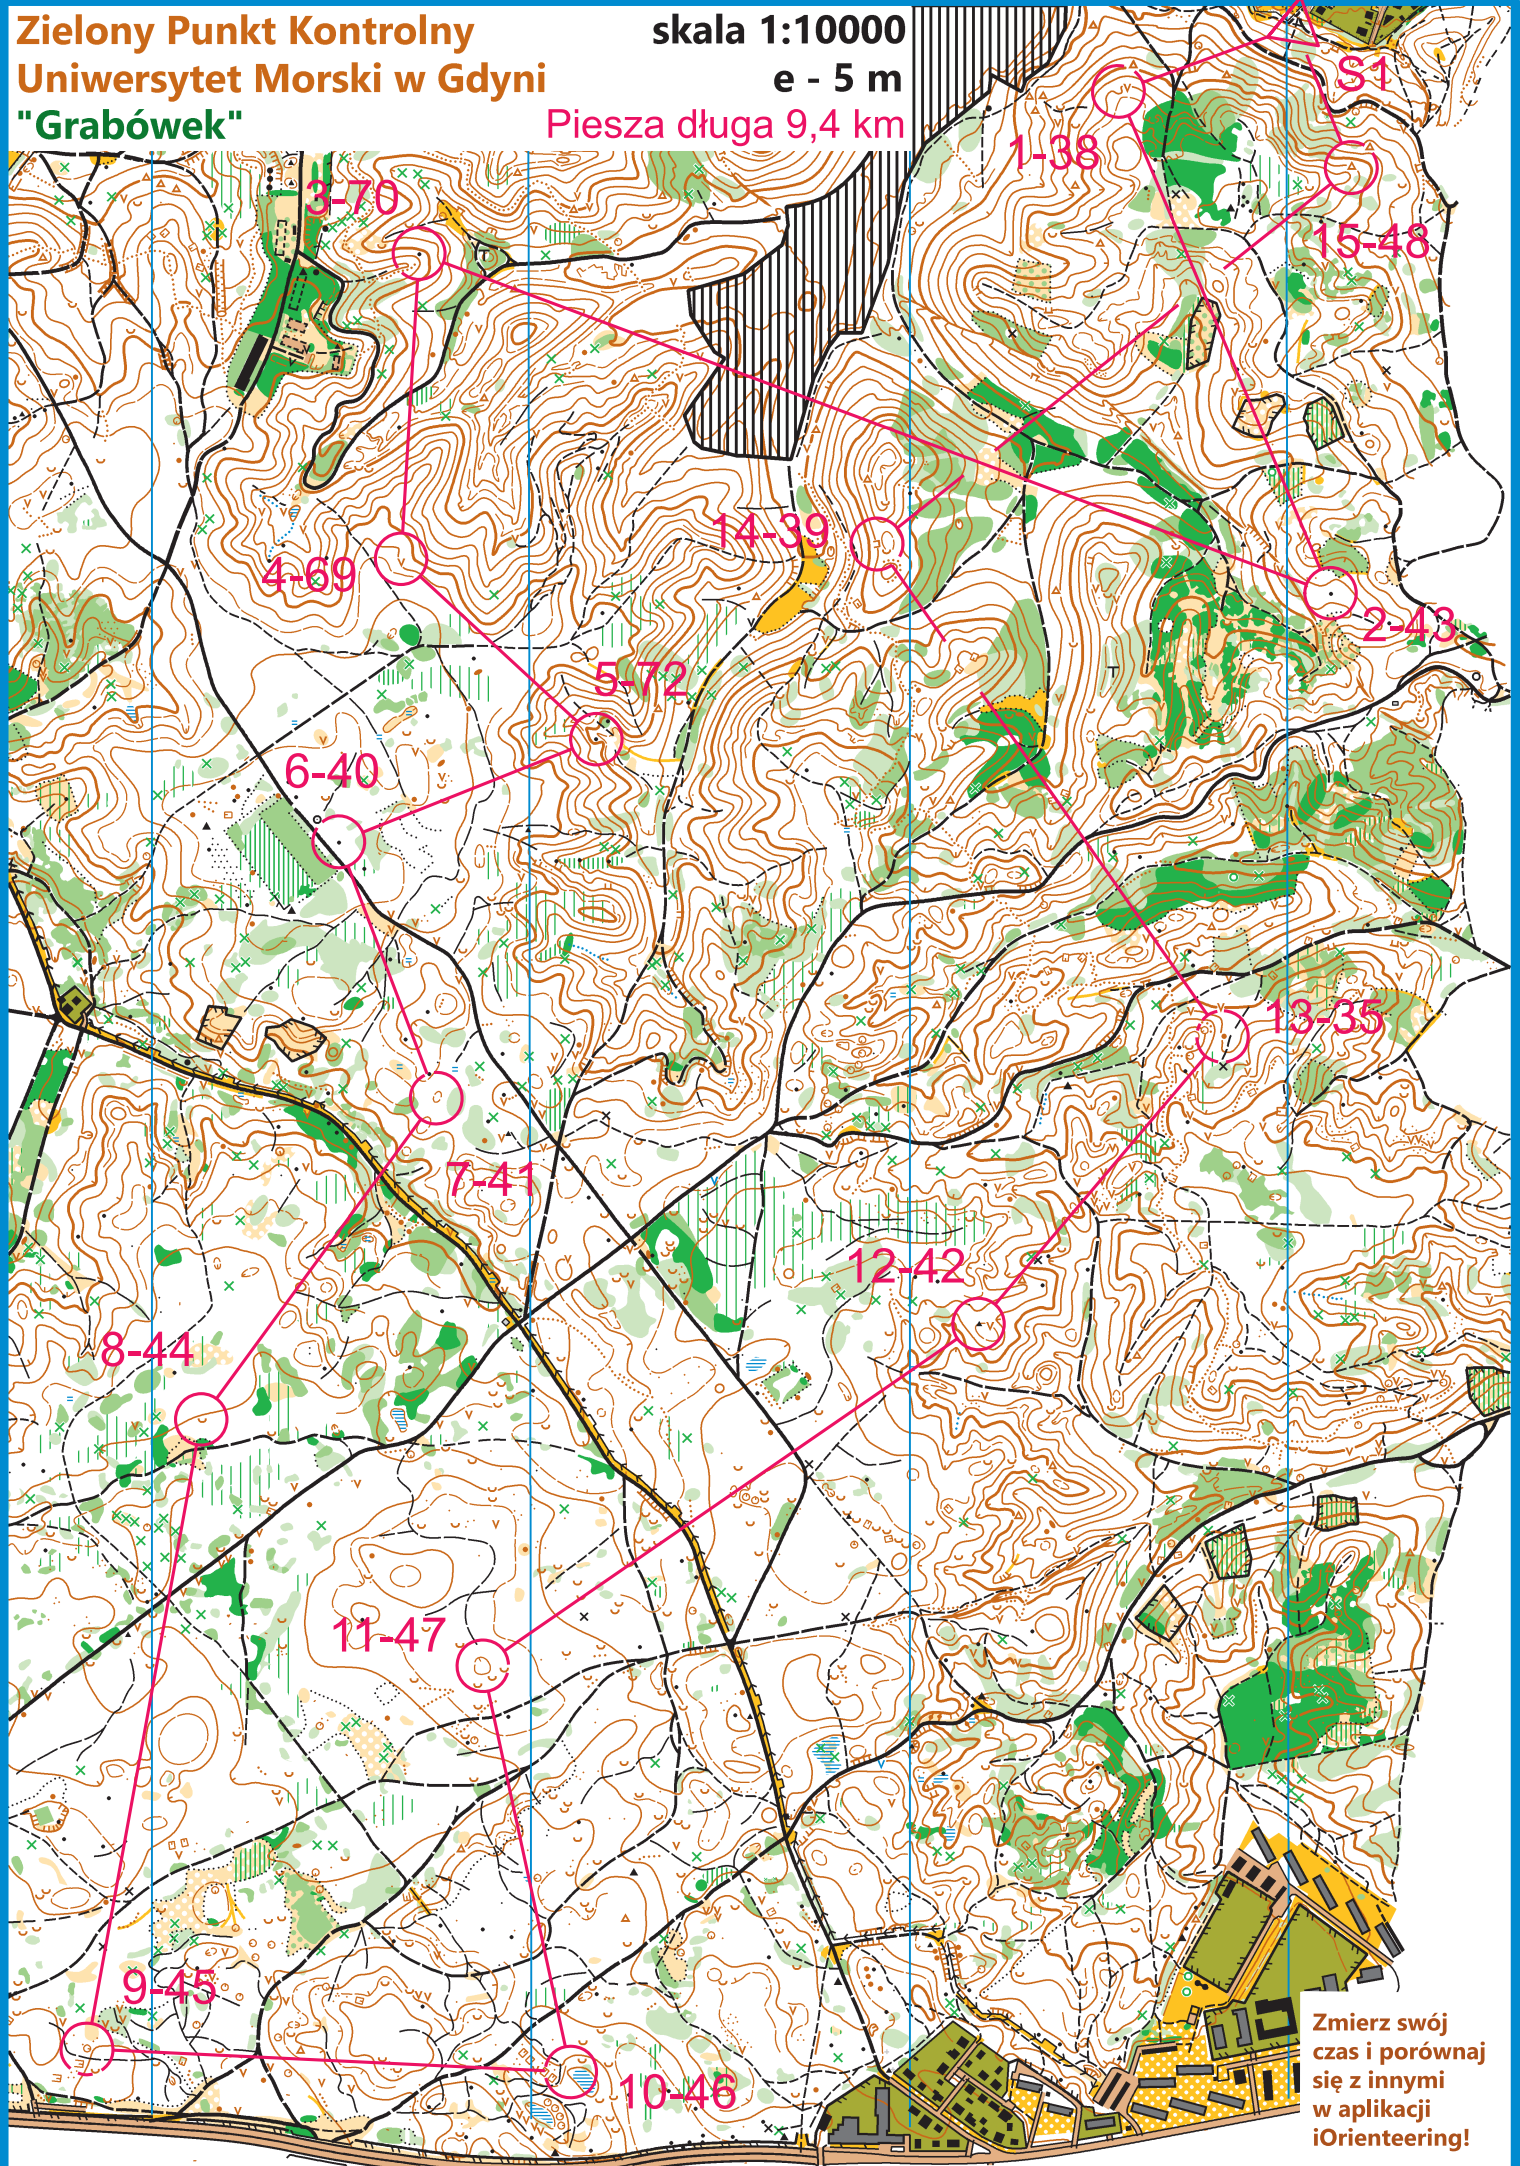 Zielony Punkt Kontrolny
Uniwersytet Morski w Gdyni
"Grabówek"
skala 1:10000
e - 5 m
Piesza długa 9,4 km
S1
1-38
15-48
3-70
14-39
4-69
2-43
5-72
6-40
13-35
7-41
12-42
8-44
11-47
9-45
10-46
Zmierz swój
czas i porównaj
się z innymi
w aplikacji
iOrienteering!